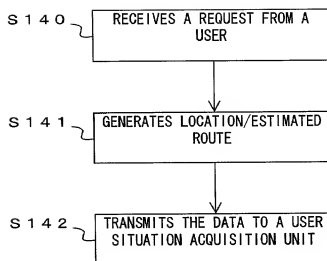 S140
RECEIVES A REQUEST FROM A
USER
S141
GENERATES LOCATION/ESTIMATED
ROUTE
S142
TRANSMITS THE DATA TO A USER
SITUATION ACQUISITION UNIT